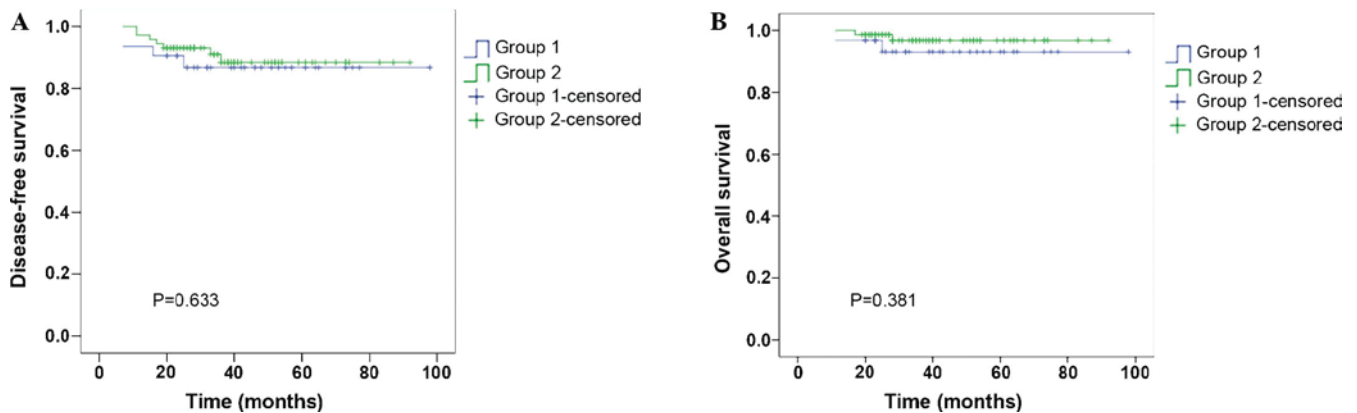 A
Disease-free survival
1.0
0.8
0.6
0.4
0.2
0.0
P=0.633
0 20 40 60 80 100
Time (months)
Group 1
Group 2
Group 1-censored
Group 2-censored
B
Overall survival
1.0
0.8
0.6
0.4
0.2
0.0
P=0.381
0 20 40 60 80 100
Time (months)
Group 1
Group 2
Group 1-censored
Group 2-censored